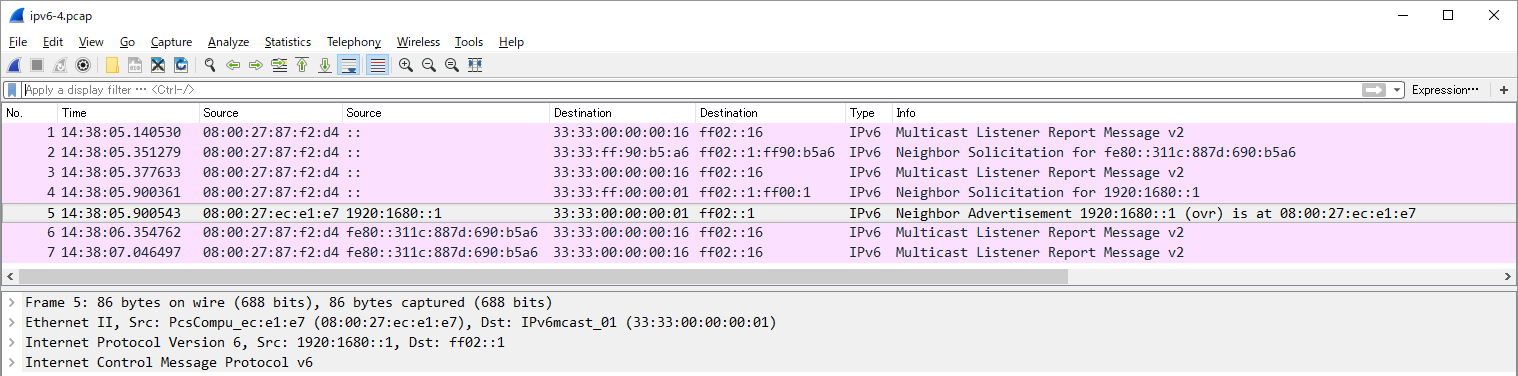 ipv6-4.pcap
File Edit View Go Capture Analyze Statistics Telephony Wireless Tools Help
Apply a display filter ⋯ <Ctrl-/> Expression⋯ +
No. Time Source Source Destination Destination Type Info
1 14:38:05.140530 08:00:27:87:f2:d4 :: 33:33:00:00:00:16 ff02::16 IPv6 Multicast Listener Report Message v2
2 14:38:05.351279 08:00:27:87:f2:d4 :: 33:33:ff:90:b5:a6 ff02::1:ff90:b5a6 IPv6 Neighbor Solicitation for fe80::311c:887d:690:b5a6
3 14:38:05.377633 08:00:27:87:f2:d4 :: 33:33:00:00:00:16 ff02::16 IPv6 Multicast Listener Report Message v2
4 14:38:05.900361 08:00:27:87:f2:d4 :: 33:33:ff:00:00:01 ff02::1:ff00:1 IPv6 Neighbor Solicitation for 1920:1680::1
5 14:38:05.900543 08:00:27:ec:e1:e7 1920:1680::1 33:33:00:00:00:01 ff02::1 IPv6 Neighbor Advertisement 1920:1680::1 (ovr) is at 08:00:27:ec:e1:e7
6 14:38:06.354762 08:00:27:87:f2:d4 fe80::311c:887d:690:b5a6 33:33:00:00:00:16 ff02::16 IPv6 Multicast Listener Report Message v2
7 14:38:07.046497 08:00:27:87:f2:d4 fe80::311c:887d:690:b5a6 33:33:00:00:00:16 ff02::16 IPv6 Multicast Listener Report Message v2
Frame 5: 86 bytes on wire (688 bits), 86 bytes captured (688 bits)
Ethernet II, Src: PcsCompu_ec:e1:e7 (08:00:27:ec:e1:e7), Dst: IPv6mcast_01 (33:33:00:00:00:01)
Internet Protocol Version 6, Src: 1920:1680::1, Dst: ff02::1
Internet Control Message Protocol v6